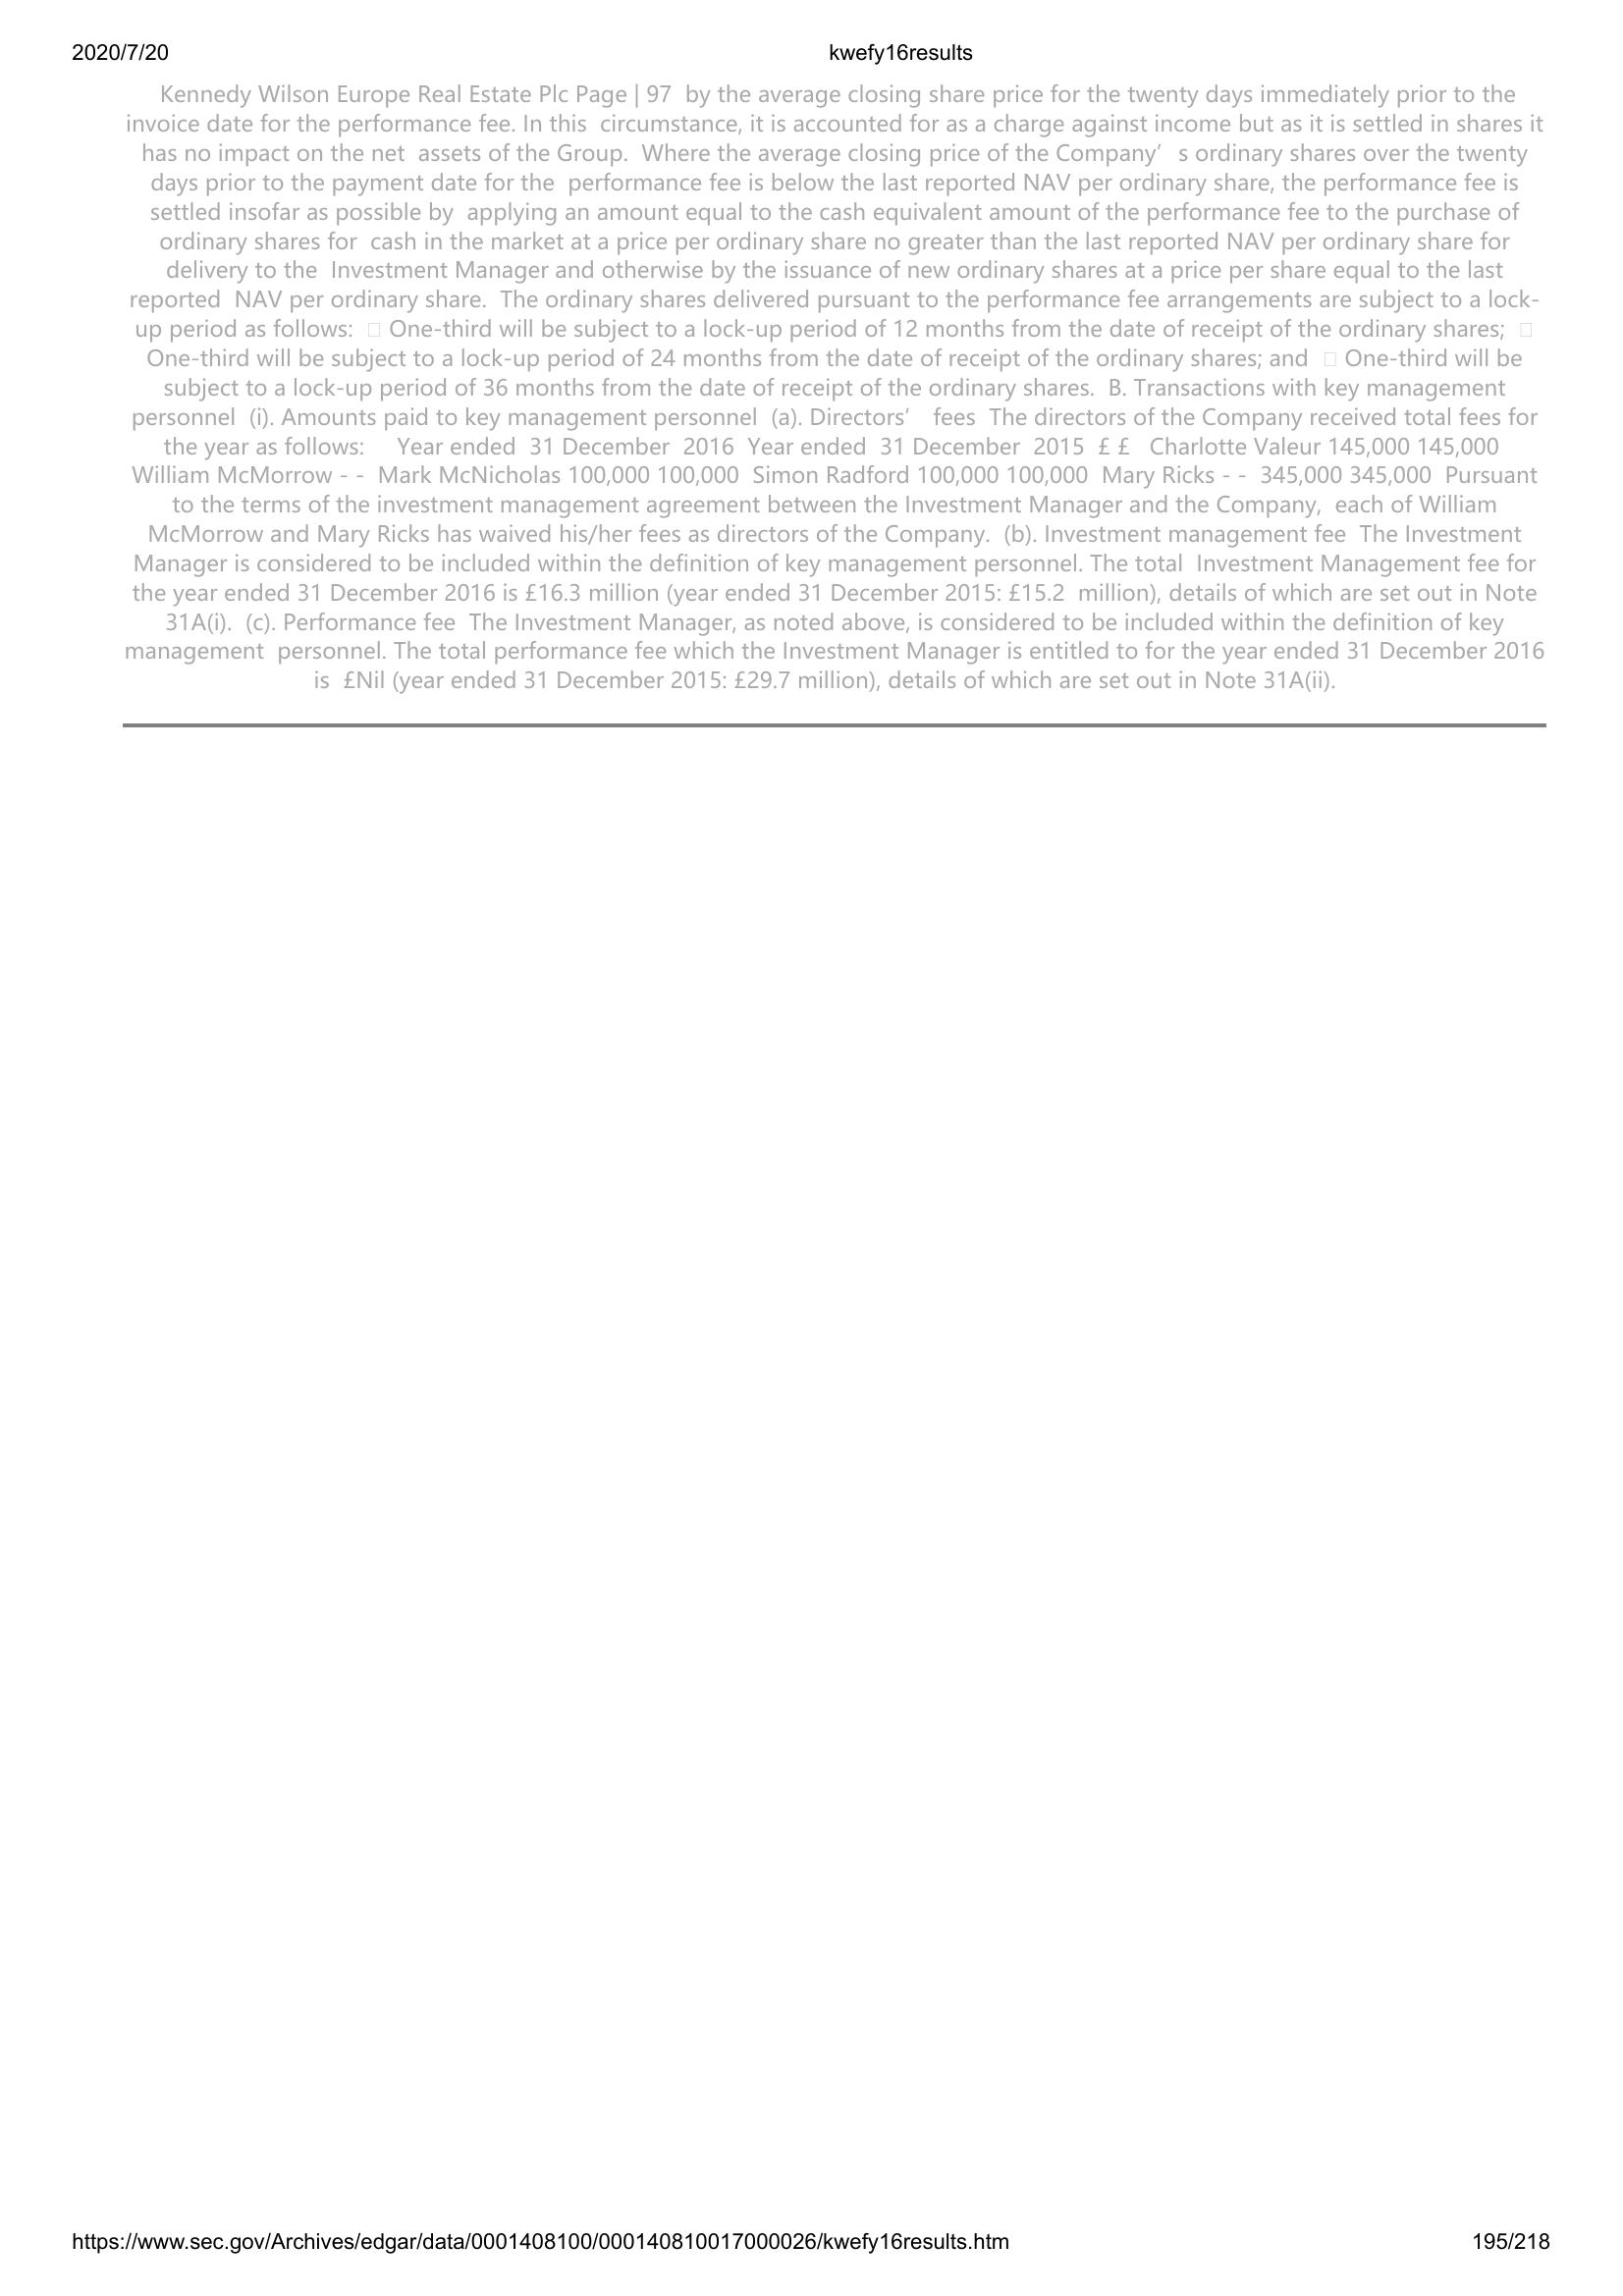 2020/7/20 kwefy16results
Kennedy Wilson Europe Real Estate Plc Page | 97 by the average closing share price for the twenty days immediately prior to the
invoice date for the performance fee. In this circumstance, it is accounted for as a charge against income but as it is settled in shares it
has no impact on the net assets of the Group. Where the average closing price of the Company’ s ordinary shares over the twenty
days prior to the payment date for the performance fee is below the last reported NAV per ordinary share, the performance fee is
settled insofar as possible by applying an amount equal to the cash equivalent amount of the performance fee to the purchase of
ordinary shares for cash in the market at a price per ordinary share no greater than the last reported NAV per ordinary share for
delivery to the Investment Manager and otherwise by the issuance of new ordinary shares at a price per share equal to the last
reported NAV per ordinary share. The ordinary shares delivered pursuant to the performance fee arrangements are subject to a lock-
up period as follows: □ One-third will be subject to a lock-up period of 12 months from the date of receipt of the ordinary shares; □
One-third will be subject to a lock-up period of 24 months from the date of receipt of the ordinary shares; and □ One-third will be
subject to a lock-up period of 36 months from the date of receipt of the ordinary shares. B. Transactions with key management
personnel (i). Amounts paid to key management personnel (a). Directors’ fees The directors of the Company received total fees for
the year as follows: Year ended 31 December 2016 Year ended 31 December 2015 £ £ Charlotte Valeur 145,000 145,000
William McMorrow - - Mark McNicholas 100,000 100,000 Simon Radford 100,000 100,000 Mary Ricks - - 345,000 345,000 Pursuant
to the terms of the investment management agreement between the Investment Manager and the Company, each of William
McMorrow and Mary Ricks has waived his/her fees as directors of the Company. (b). Investment management fee The Investment
Manager is considered to be included within the definition of key management personnel. The total Investment Management fee for
the year ended 31 December 2016 is £16.3 million (year ended 31 December 2015: £15.2 million), details of which are set out in Note
31A(i). (c). Performance fee The Investment Manager, as noted above, is considered to be included within the definition of key
management personnel. The total performance fee which the Investment Manager is entitled to for the year ended 31 December 2016
is £Nil (year ended 31 December 2015: £29.7 million), details of which are set out in Note 31A(ii).
https://www.sec.gov/Archives/edgar/data/0001408100/000140810017000026/kwefy16results.htm 195/218